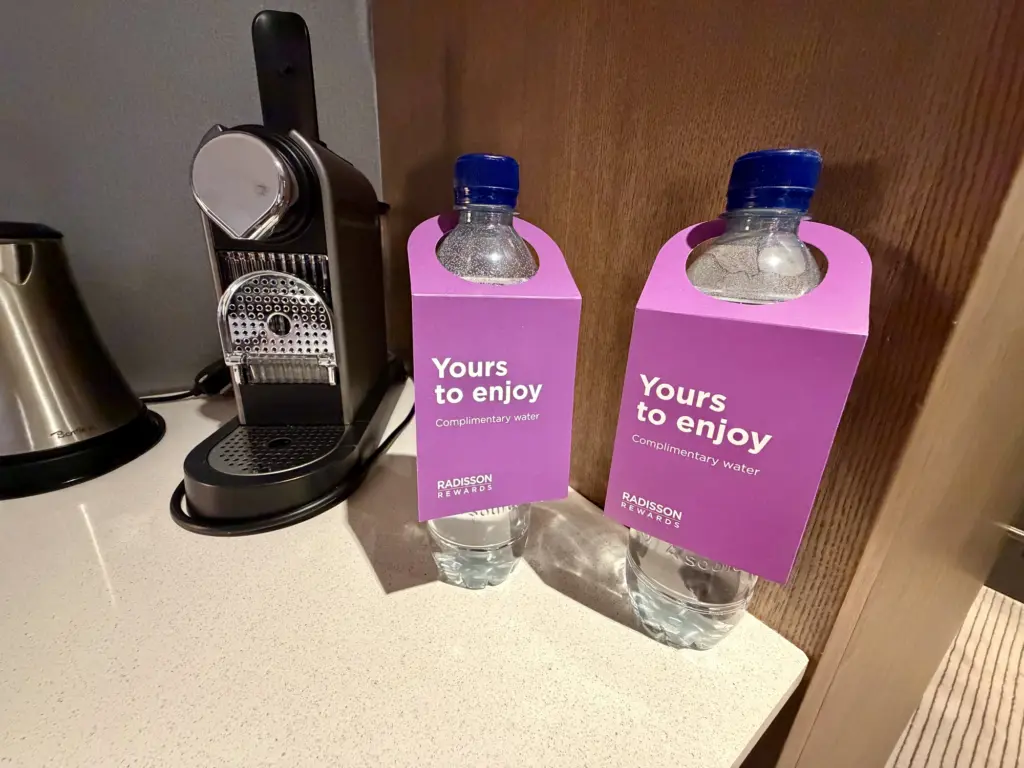 Yours
to enjoy
Complimentary water
RADISSON
REWARDS
Yours
to enjoy
Complimentary water
RADISSON
REWARDS